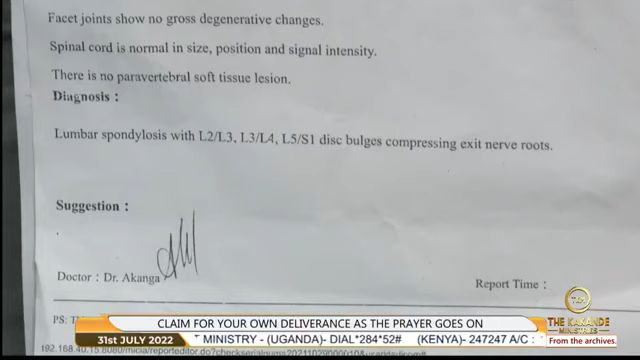 Facet joints show no gross degenerative changes.
Spinal cord is normal in size, position and signal intensity.
There is no paravertebral soft tissue lesion.
Diagnosis :
Lumbar spondylosis with L2/L3, L3/L4, L5/S1 disc bulges compressing exit nerve roots.
Suggestion :
Doctor : Dr. Akanga
Report Time :
PS:
CLAIM FOR YOUR OWN DELIVERANCE AS THE PRAYER GOES ON
31st JULY 2022
MINISTRY - (UGANDA)- DIAL*284*52# (KENYA)- 247247 A/C :
THE KAKANDE
MINISTRIES
From the archives.